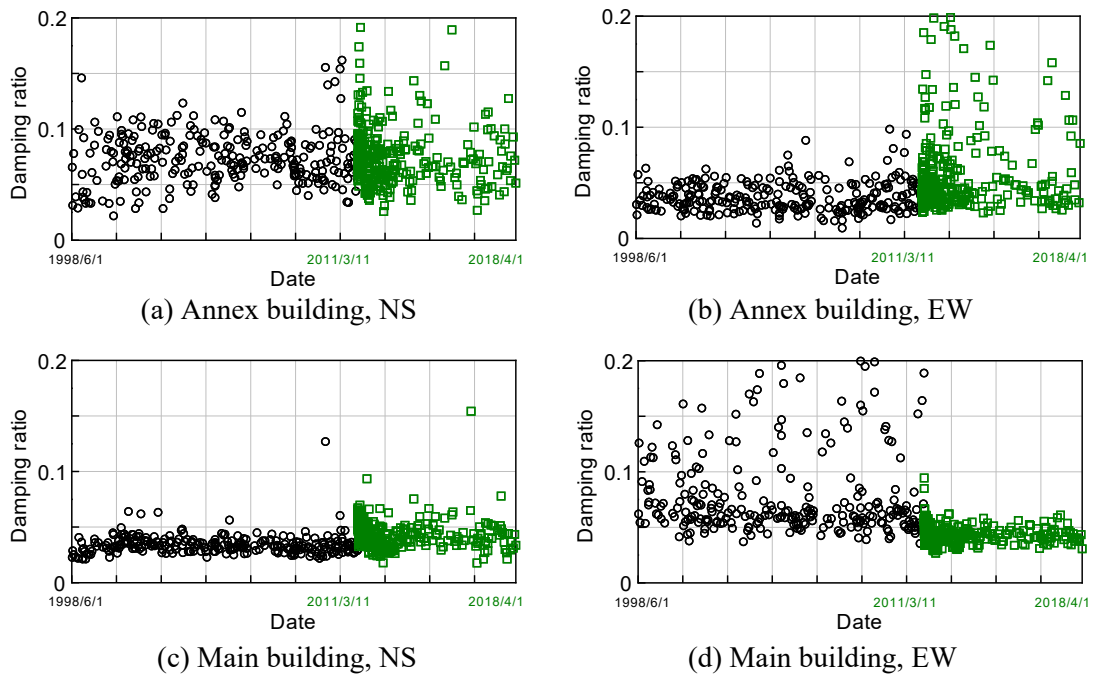 0.2
0.1
0
Damping ratio
1998/6/1
2011/3/11
2018/4/1
Date
(a) Annex building, NS
0.2
0.1
0
Damping ratio
1998/6/1
2011/3/11
2018/4/1
Date
(b) Annex building, EW
0.2
0.1
0
Damping ratio
1998/6/1
2011/3/11
2018/4/1
Date
(c) Main building, NS
0.2
0.1
0
Damping ratio
1998/6/1
2011/3/11
2018/4/1
Date
(d) Main building, EW